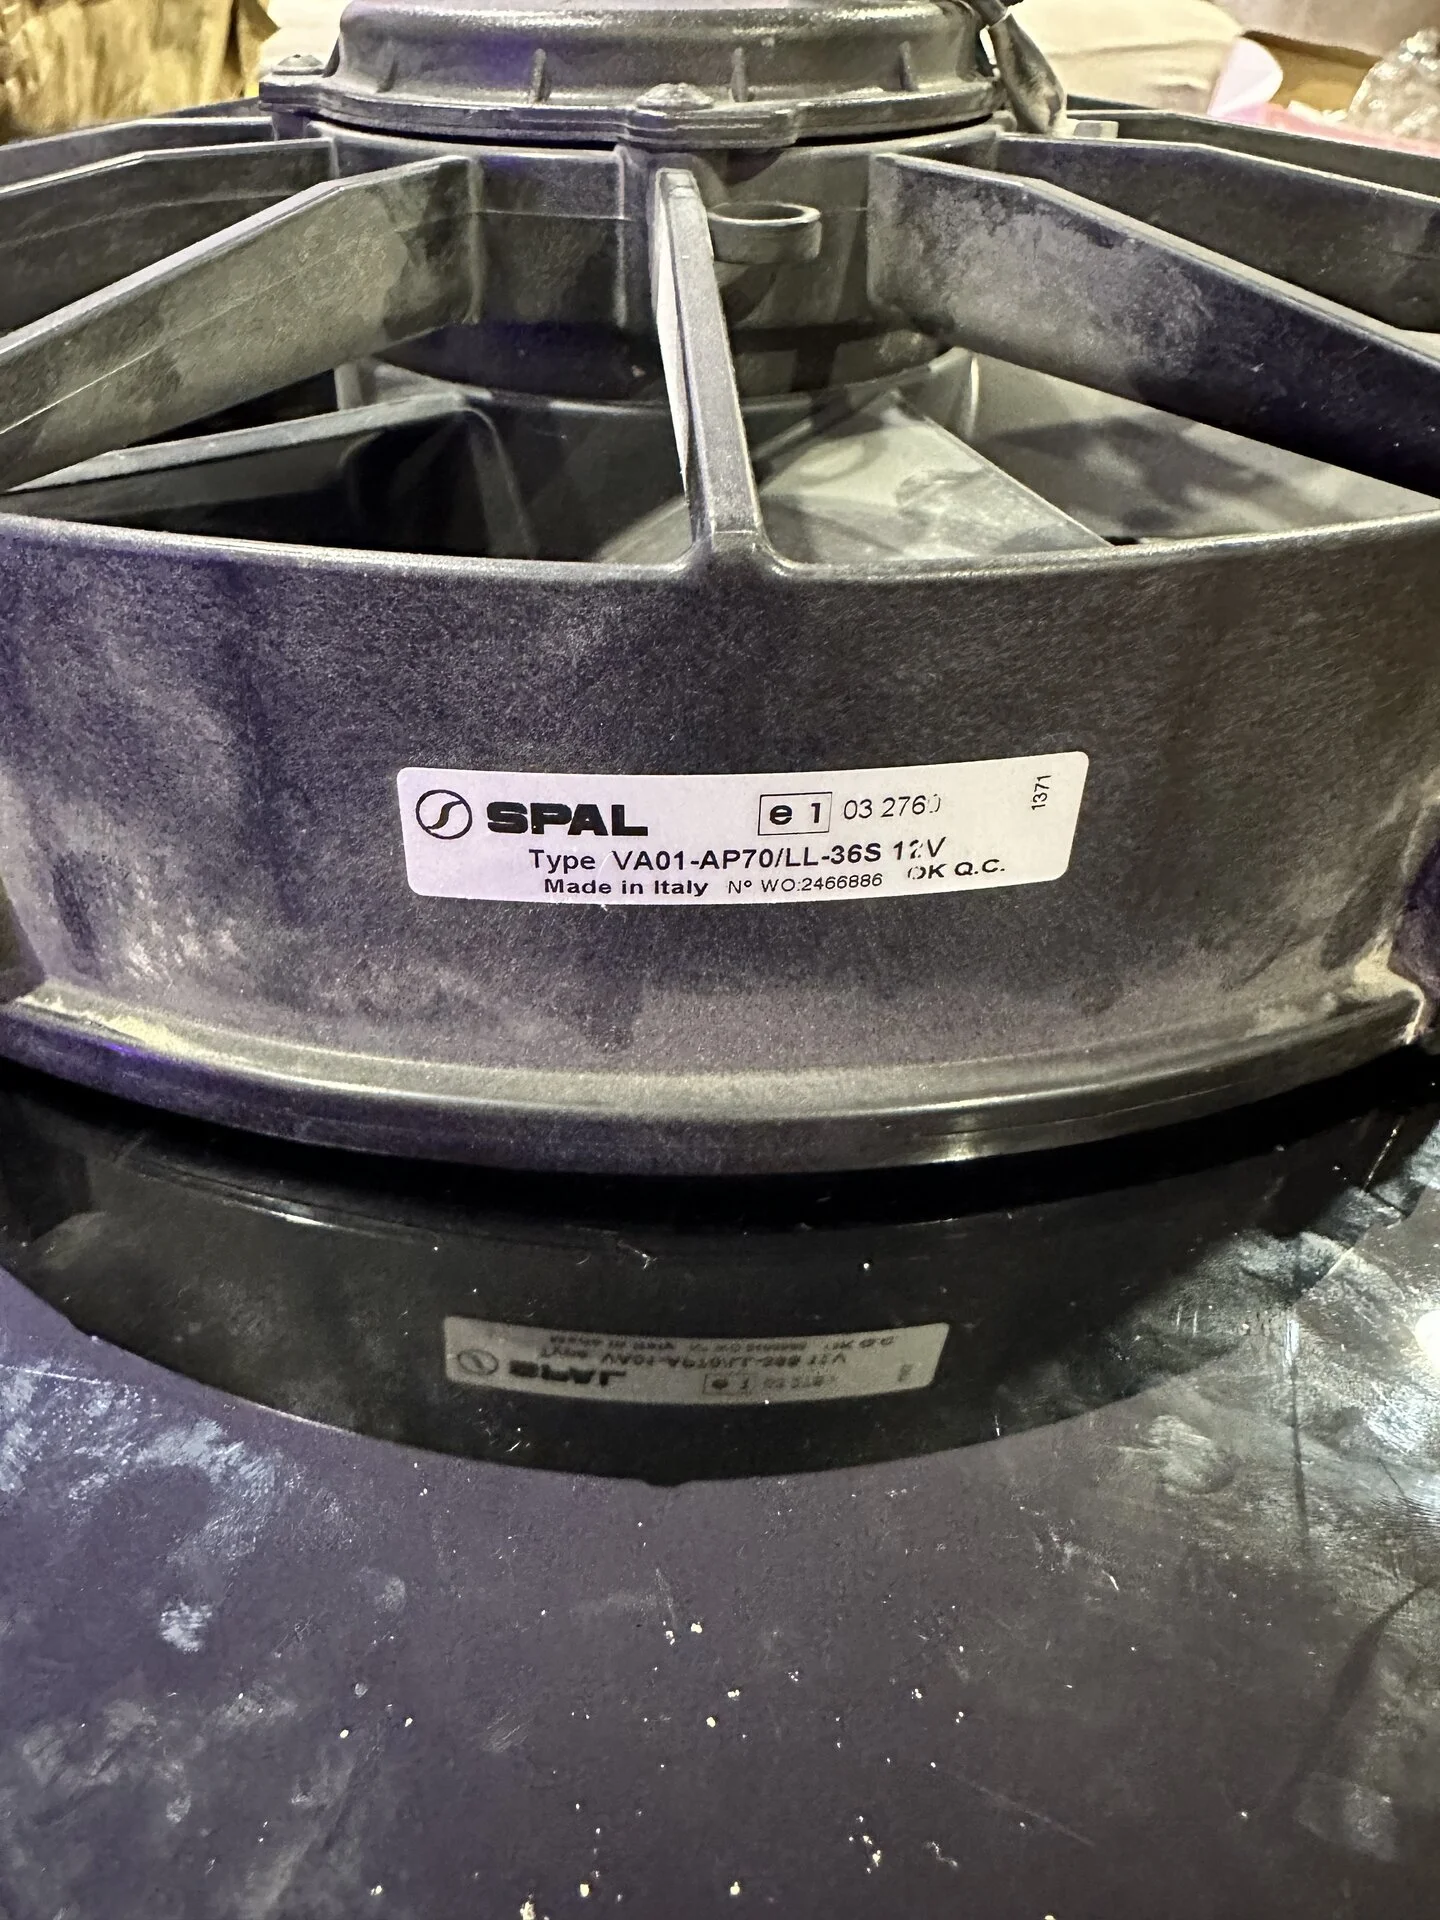 SPAL e 1 03 2760
1371
Type VA01-AP70/LL-36S 12V
Made in Italy N° WO:2466886 OK Q.C.